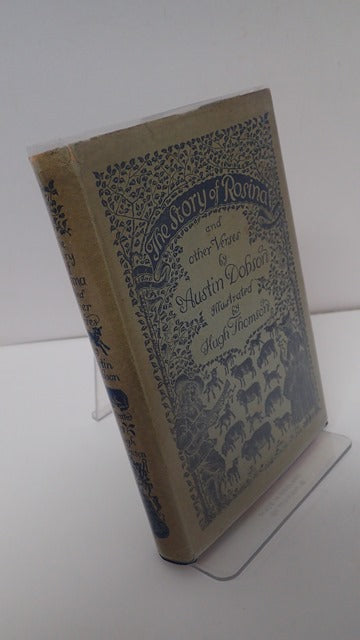 The Story of Rosina
and
other Verses
by
Austin Dobson
Illustrated
by
Hugh Thomson